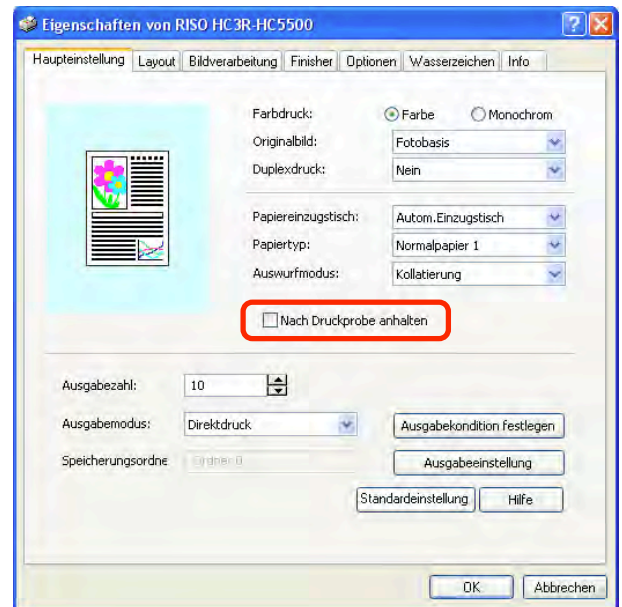 Eigenschaften von RISO HC3R-HC5500
Haupteinstellung Layout Bildverarbeitung Finisher Optionen Wasserzeichen Info
Farbdruck: Farbe Monochrom
Originalbild: Fotobasis
Duplexdruck: Nein
Papiereinzugstisch: Autom.Einzugstisch
Papiertyp: Normalpapier 1
Auswurfmodus: Kollatierung
Nach Druckprobe anhalten
Ausgabezahl: 10
Ausgabemodus: Direktdruck Ausgabekondition festlegen
Speicherungsordne Ordner 0 Ausgabeeinstellung
Standardeinstellung Hilfe
OK Abbrechen